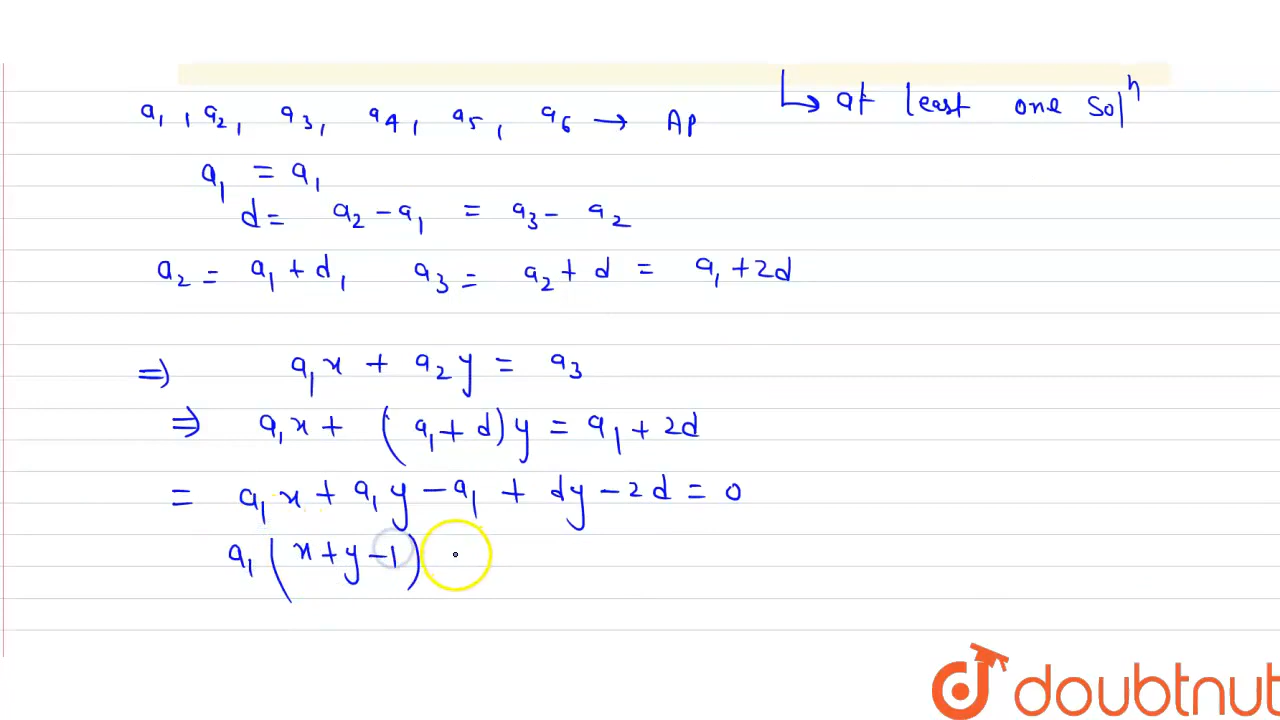 a₁, a₂, a₃, a₄, a₅, a₆ → AP
↳ at least one solⁿ
a₁ = a₁
d = a₂ - a₁ = a₃ - a₂
a₂ = a₁ + d, a₃ = a₂ + d = a₁ + 2d
⇒ a₁x + a₂y = a₃
⇒ a₁x + (a₁ + d)y = a₁ + 2d
= a₁x + a₁y - a₁ + dy - 2d = 0
a₁(x + y - 1)
doubtnut